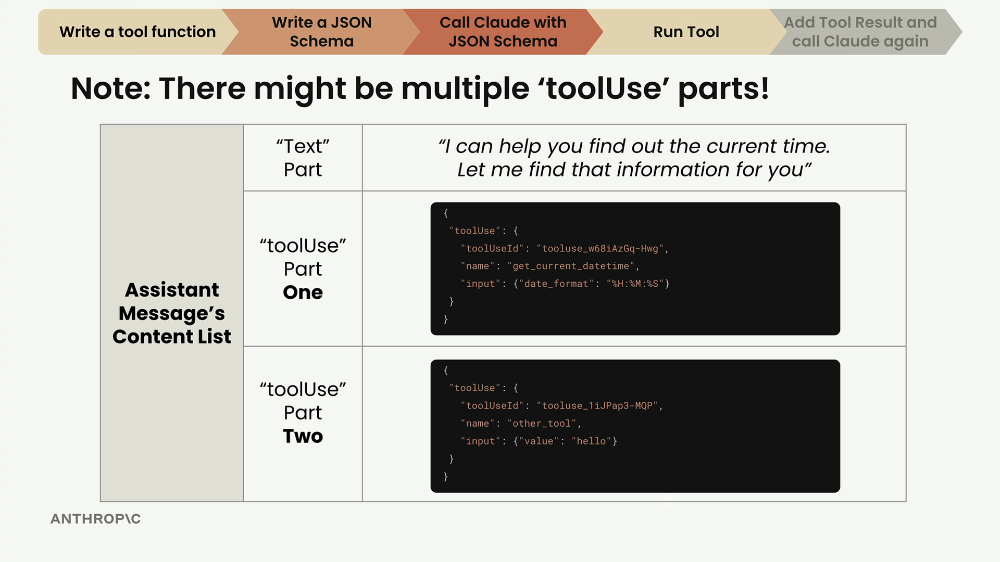 Write a tool function
Write a JSON
Schema
Call Claude with
JSON Schema
Run Tool
Add Tool Result and
call Claude again
Note: There might be multiple ‘toolUse’ parts!
Assistant
Message’s
Content List
“Text”
Part
“I can help you find out the current time.
Let me find that information for you”
“toolUse”
Part
One
{
"toolUse": {
"toolUseId": "tooluse_w68iAzGq-Hwg",
"name": "get_current_datetime",
"input": {"date_format": "%H:%M:%S"}
}
}
“toolUse”
Part
Two
{
"toolUse": {
"toolUseId": "tooluse_1iJPap3-MQP",
"name": "other_tool",
"input": {"value": "hello"}
}
}
ANTHROP\C